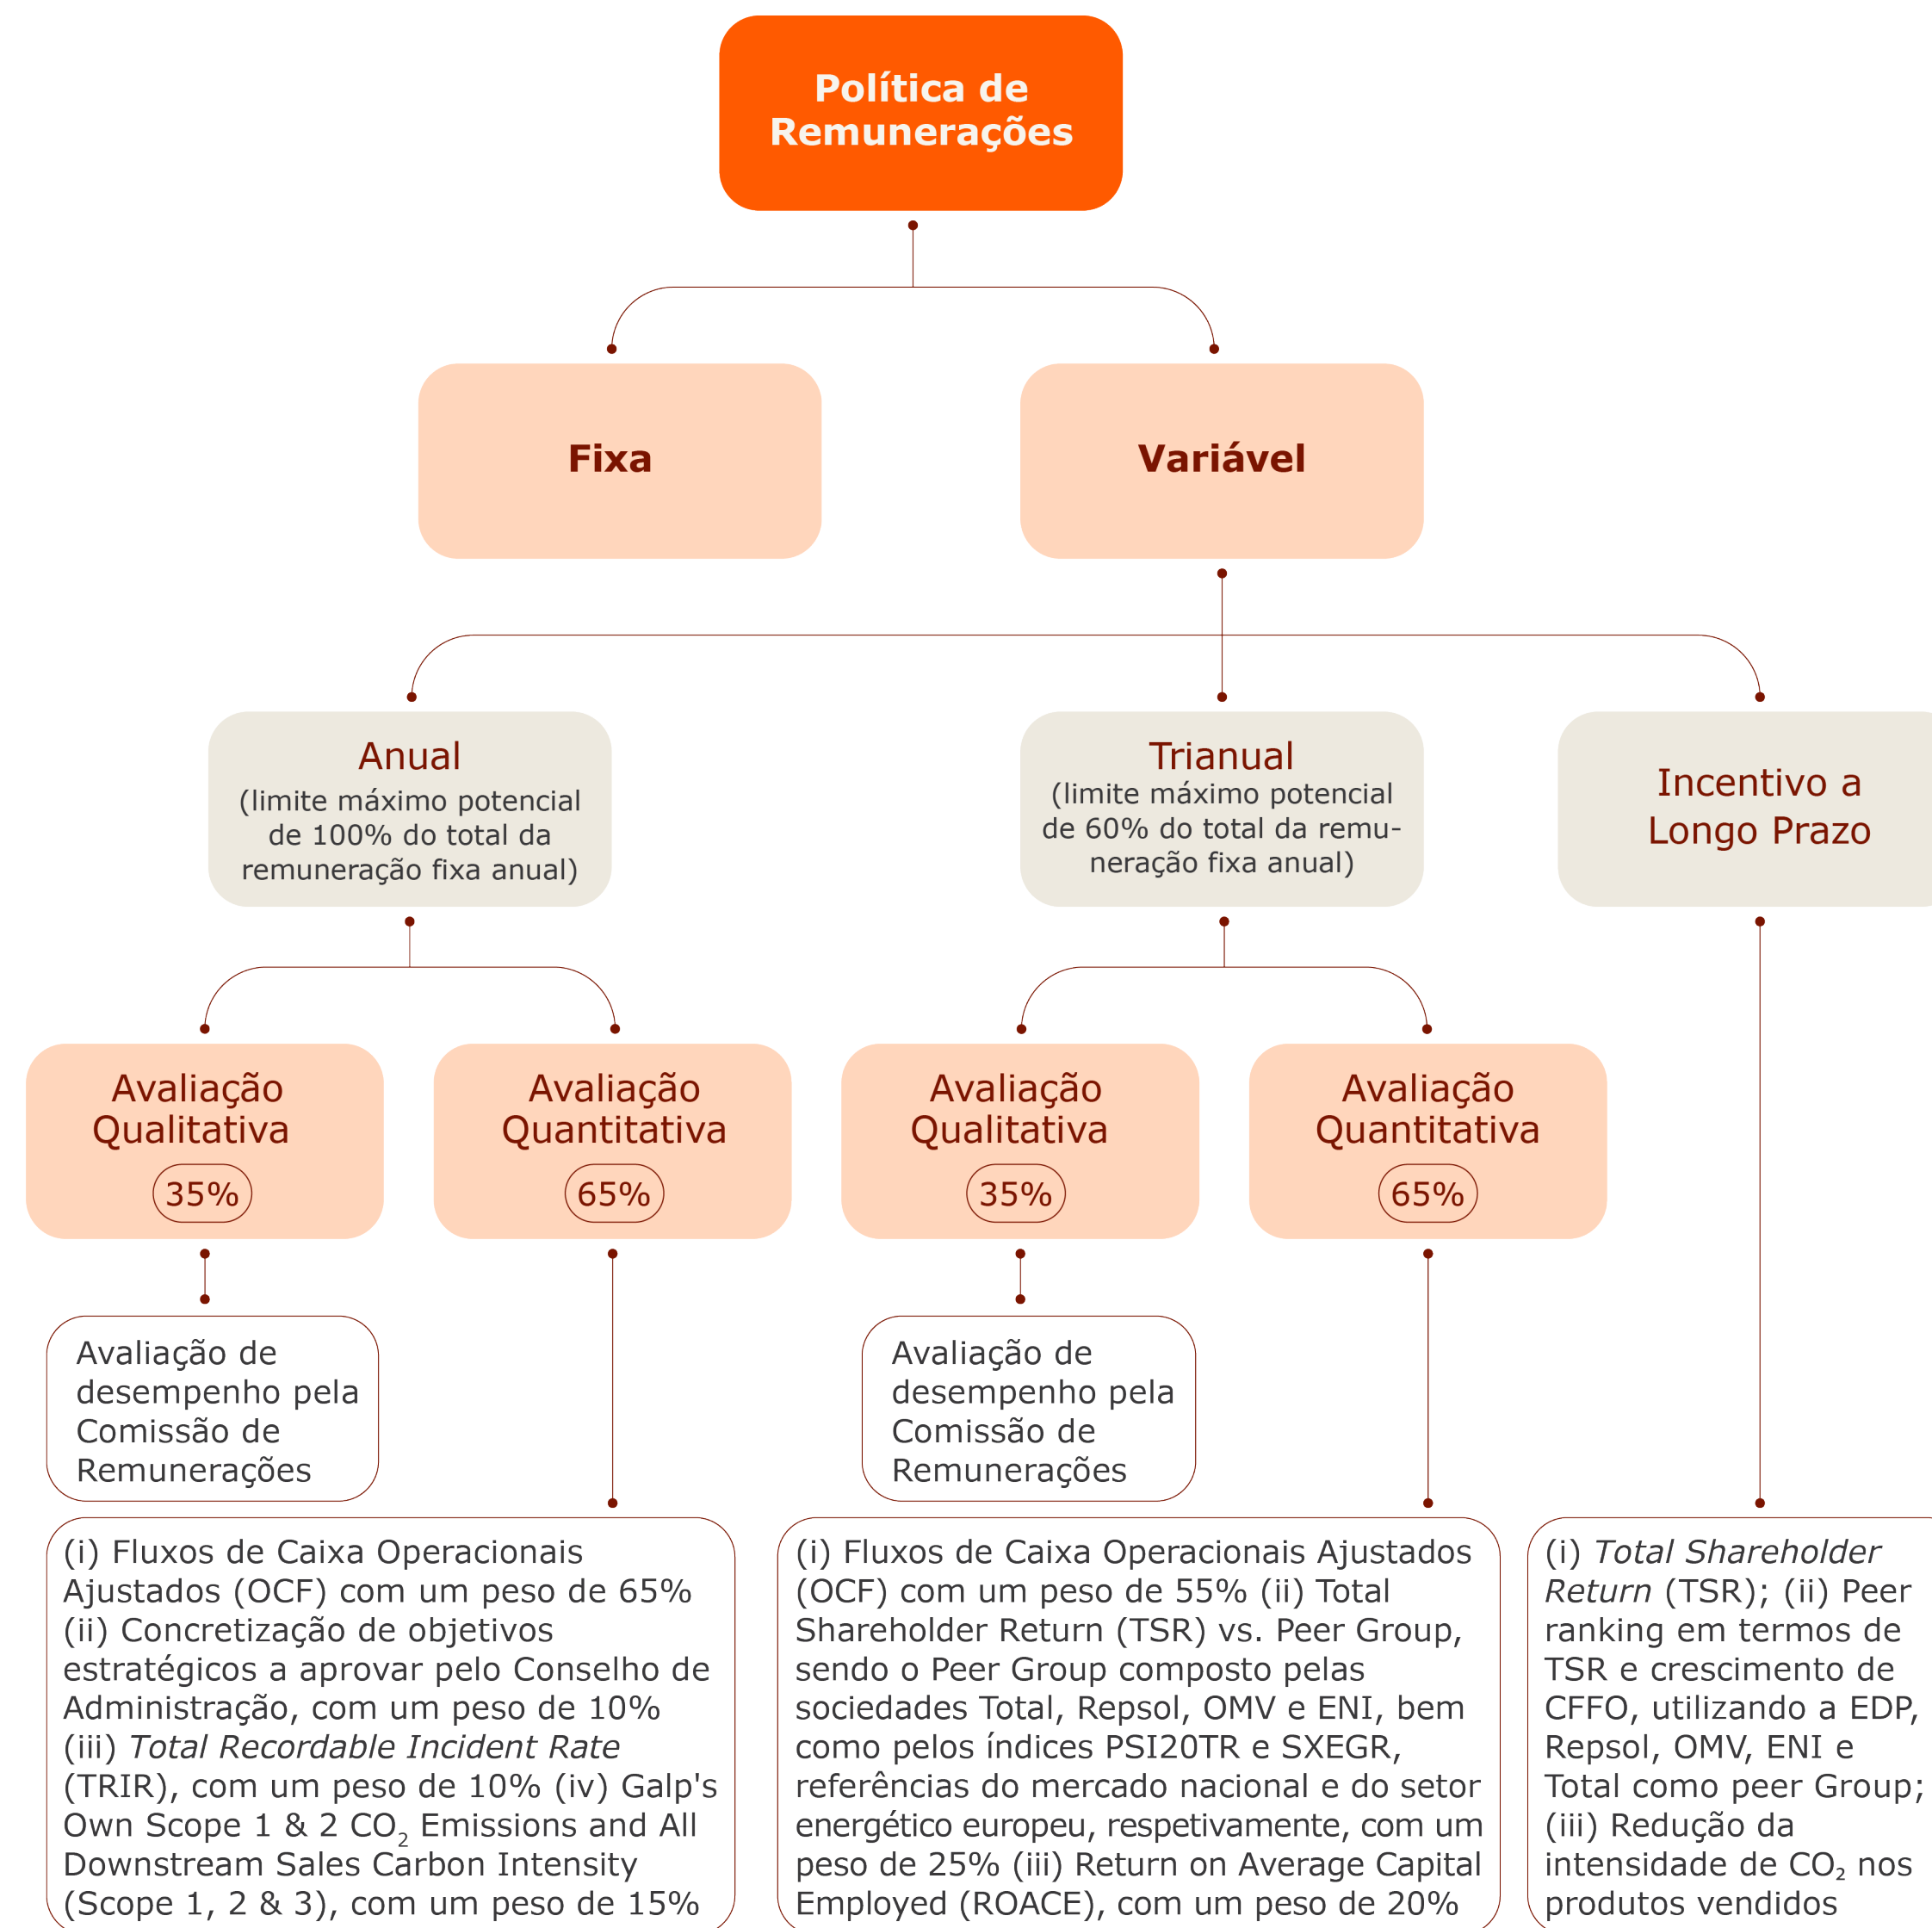 Política de
Remunerações
Fixa
Variável
Anual
(limite máximo potencial
de 100% do total da
remuneração fixa anual)
Trianual
(limite máximo potencial
de 60% do total da remu-
neração fixa anual)
Incentivo a
Longo Prazo
Avaliação
Qualitativa
35%
Avaliação
Quantitativa
65%
Avaliação
Qualitativa
35%
Avaliação
Quantitativa
65%
Avaliação de
desempenho pela
Comissão de
Remunerações
Avaliação de
desempenho pela
Comissão de
Remunerações
(i) Fluxos de Caixa Operacionais
Ajustados (OCF) com um peso de 65%
(ii) Concretização de objetivos
estratégicos a aprovar pelo Conselho de
Administração, com um peso de 10%
(iii) Total Recordable Incident Rate
(TRIR), com um peso de 10% (iv) Galp's
Own Scope 1 & 2 CO₂ Emissions and All
Downstream Sales Carbon Intensity
(Scope 1, 2 & 3), com um peso de 15%
(i) Fluxos de Caixa Operacionais Ajustados
(OCF) com um peso de 55% (ii) Total
Shareholder Return (TSR) vs. Peer Group,
sendo o Peer Group composto pelas
sociedades Total, Repsol, OMV e ENI, bem
como pelos índices PSI20TR e SXEGR,
referências do mercado nacional e do setor
energético europeu, respetivamente, com um
peso de 25% (iii) Return on Average Capital
Employed (ROACE), com um peso de 20%
(i) Total Shareholder
Return (TSR); (ii) Peer
ranking em termos de
TSR e crescimento de
CFFO, utilizando a EDP,
Repsol, OMV, ENI e
Total como peer Group;
(iii) Redução da
intensidade de CO₂ nos
produtos vendidos